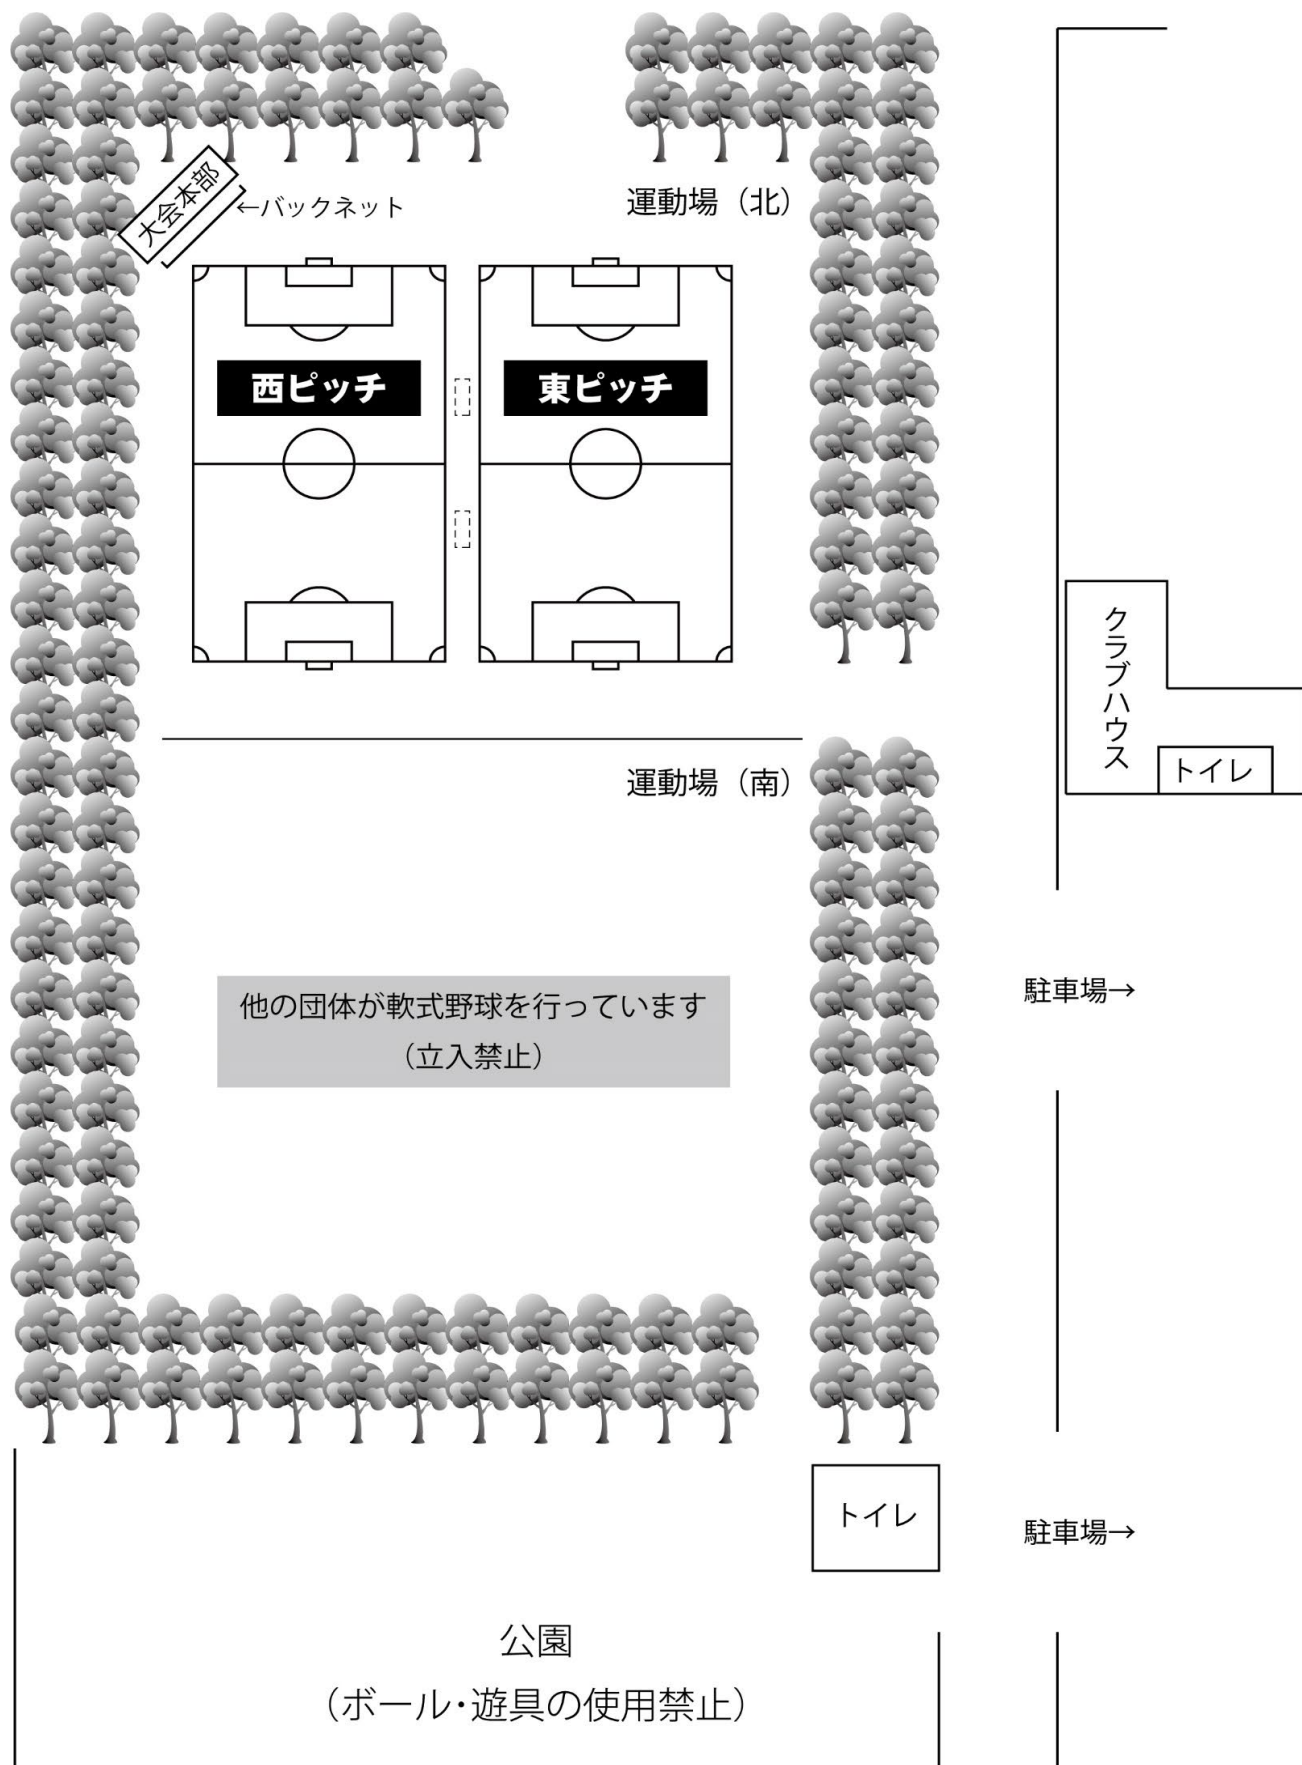 大会本部
←バックネット
運動場（北）
西ピッチ
東ピッチ
クラブハウス
トイレ
運動場（南）
他の団体が軟式野球を行っています
（立入禁止）
駐車場→
トイレ
駐車場→
公園
（ボール・遊具の使用禁止）